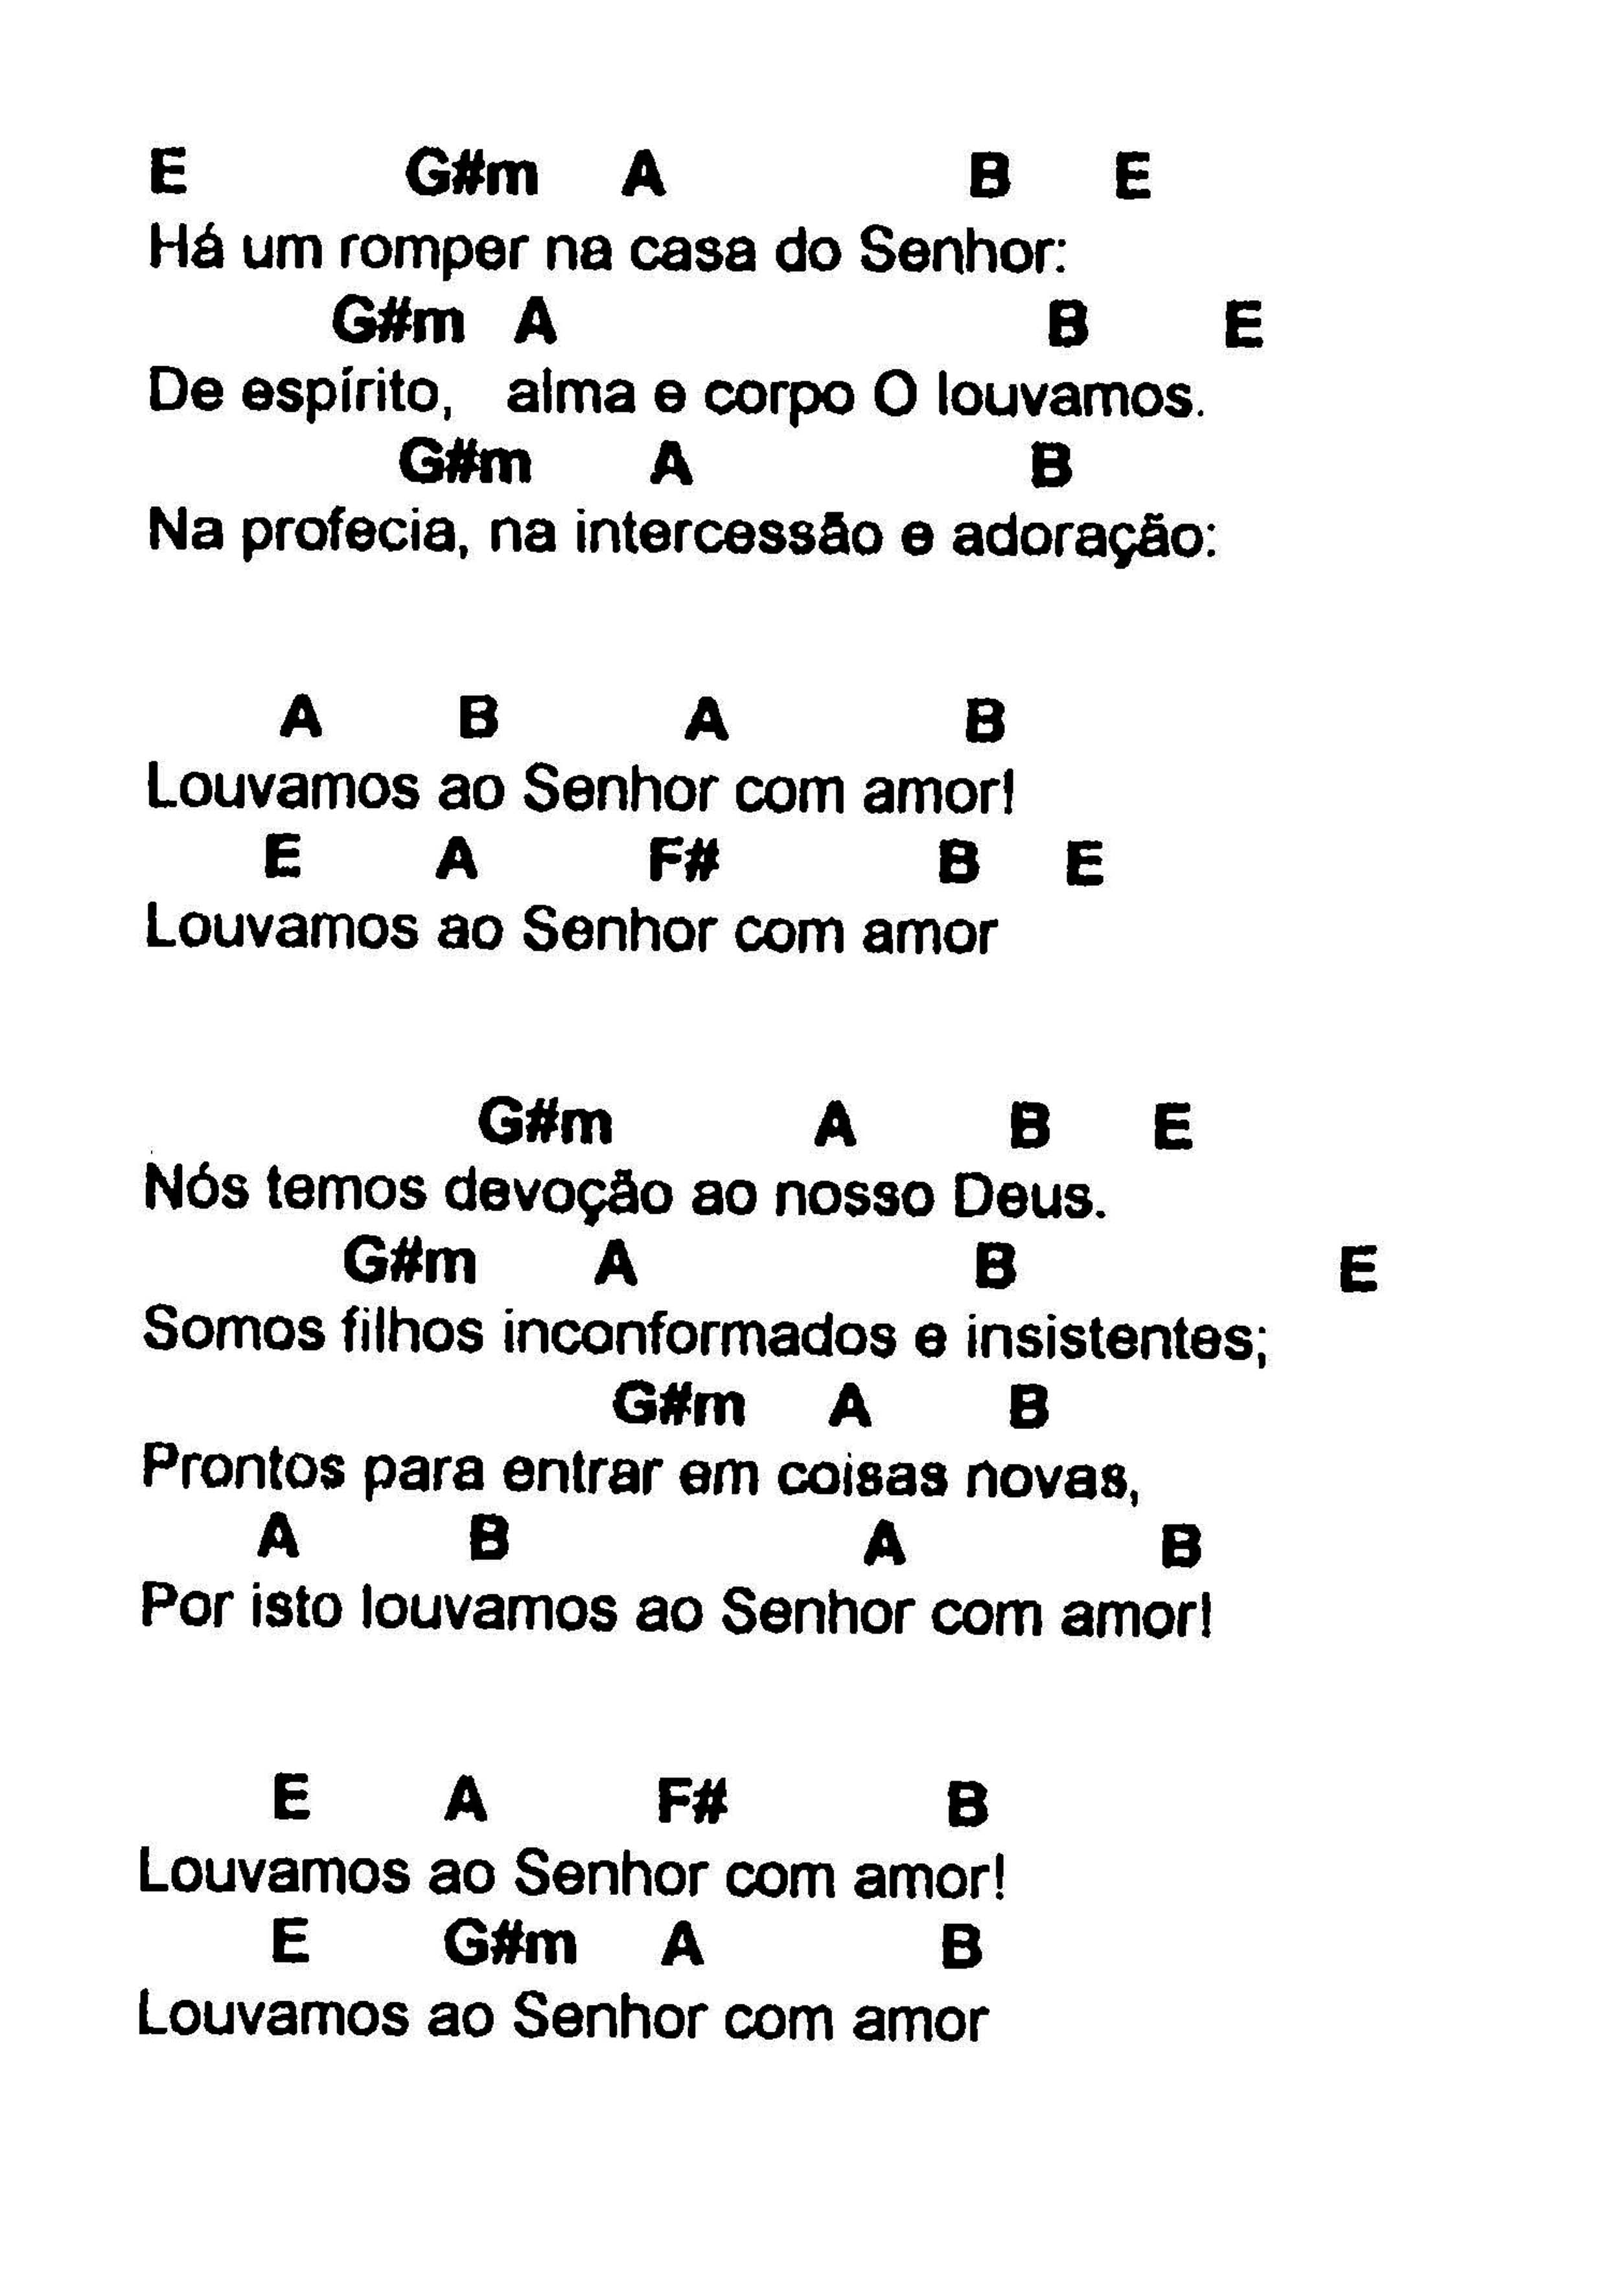 E G#m A B E
Há um romper na casa do Senhor:
G#m A B E
De espírito, alma e corpo O louvamos.
G#m A B
Na profecia, na intercessão e adoração:
A B A B
Louvamos ao Senhor com amor!
E A F# B E
Louvamos ao Senhor com amor
G#m A B E
Nós temos devoção ao nosso Deus.
G#m A B E
Somos filhos inconformados e insistentes;
G#m A B
Prontos para entrar em coisas novas,
A B A B
Por isto louvamos ao Senhor com amor!
E A F# B
Louvamos ao Senhor com amor!
E G#m A B
Louvamos ao Senhor com amor